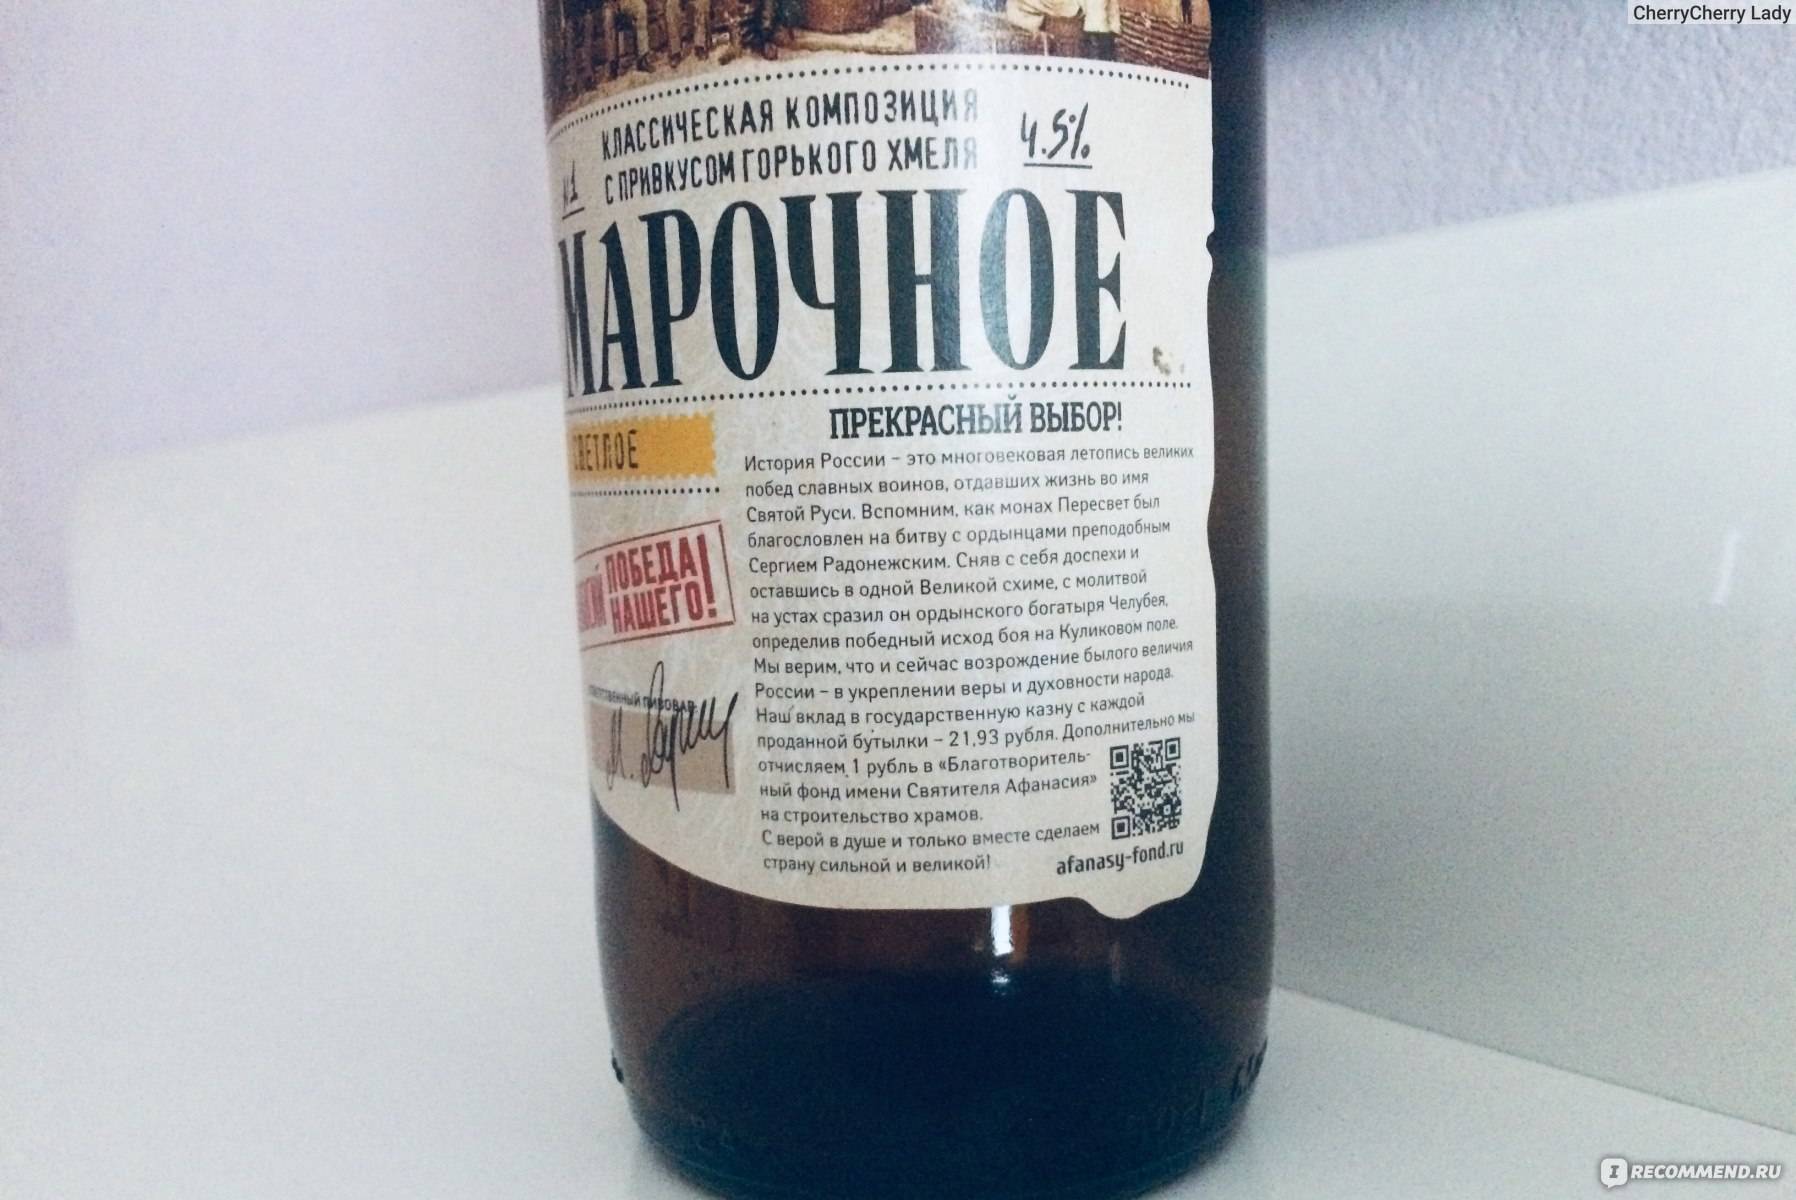 CherryCherry Lady
КЛАССИЧЕСКАЯ КОМПОЗИЦИЯ
С ПРИВКУСОМ ГОРЬКОГО ХМЕЛЯ
4.5%
№1
МАРОЧНОЕ
СВЕТЛОЕ
ПОБЕДА
НАШЕГО!
ПРЕКРАСНЫЙ ВЫБОР!
История России – это многовековая летопись великих
побед славных воинов, отдавших жизнь во имя
Святой Руси. Вспомним, как монах Пересвет был
благословлен на битву с ордынцами преподобным
Сергием Радонежским. Сняв с себя доспехи и
оставшись в одной Великой схиме, с молитвой
на устах сразил он ордынского богатыря Челубея,
определив победный исход боя на Куликовом поле.
Мы верим, что и сейчас возрождение былого величия
России – в укреплении веры и духовности народа.
Наш вклад в государственную казну с каждой
проданной бутылки – 21,93 рубля. Дополнительно мы
отчисляем 1 рубль в «Благотворитель-
ный фонд имени Святителя Афанасия»
на строительство храмов.
С верой в душе и только вместе сделаем
страну сильной и великой!
afanasy-fond.ru
IRECOMMEND.RU